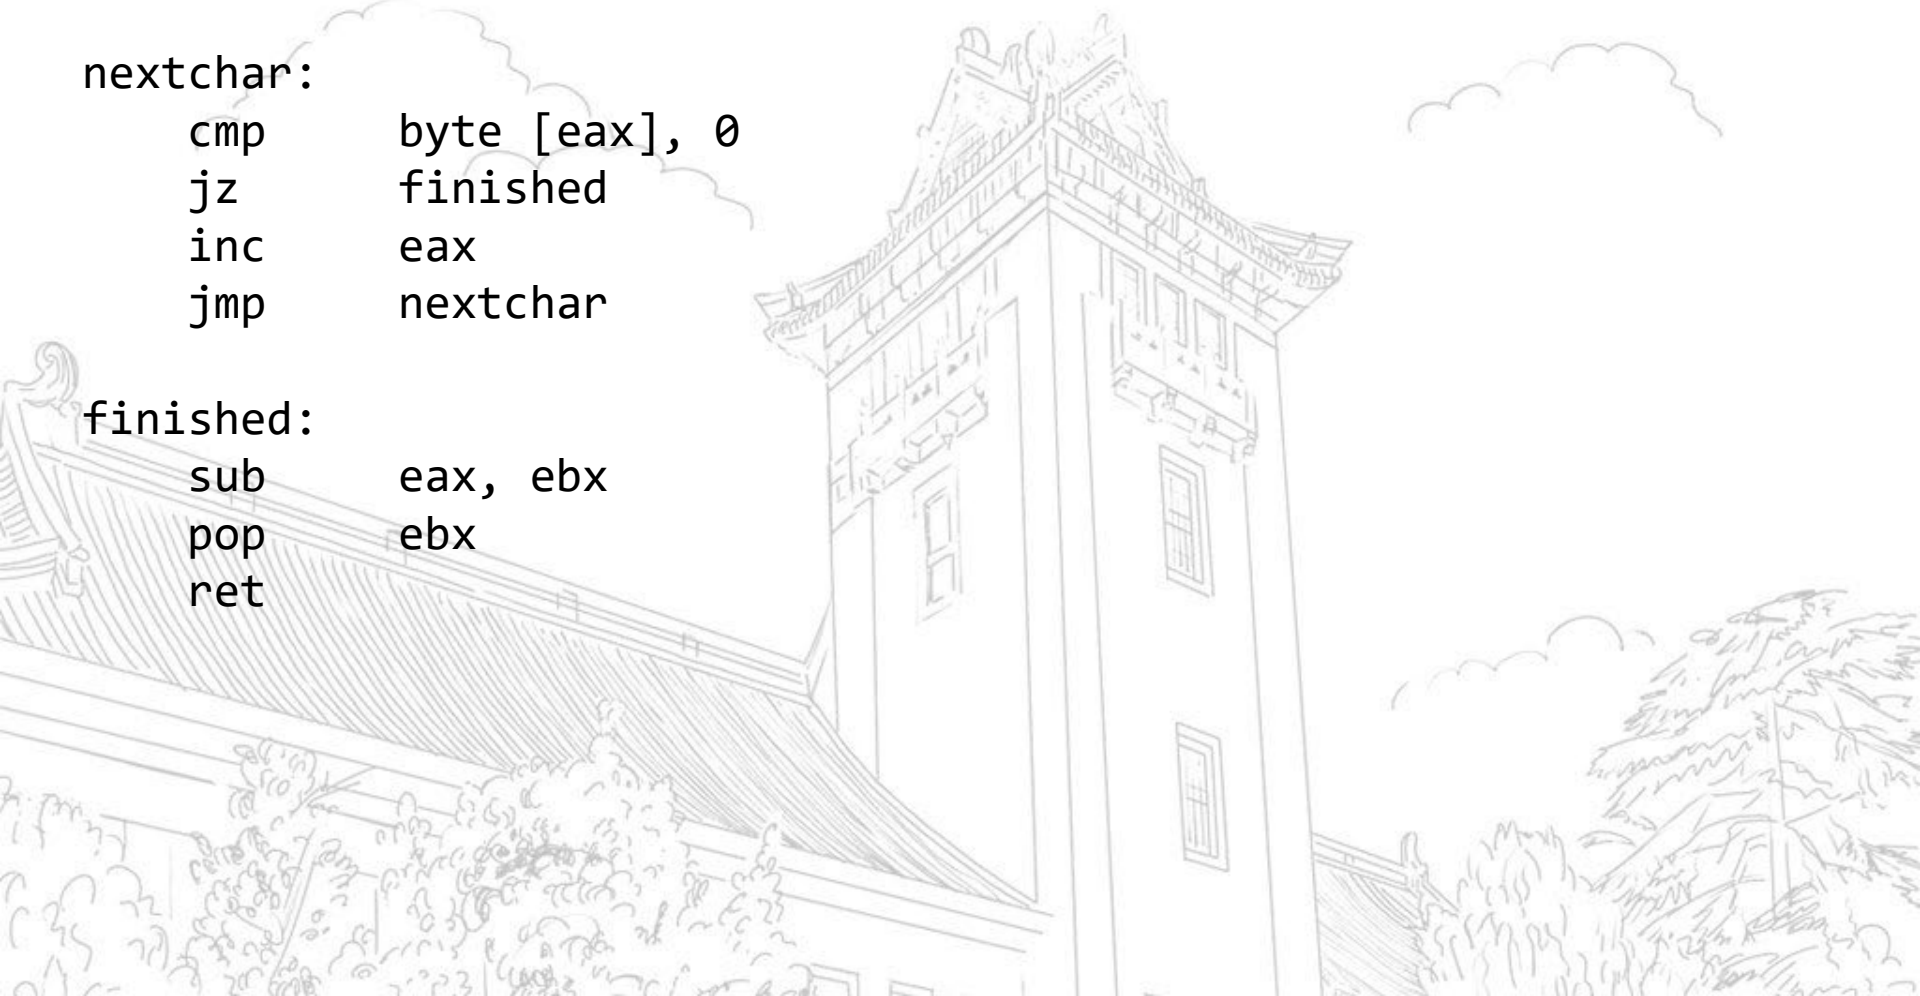 nextchar:
    cmp     byte [eax], 0
    jz      finished
    inc     eax
    jmp     nextchar

finished:
    sub     eax, ebx
    pop     ebx
    ret